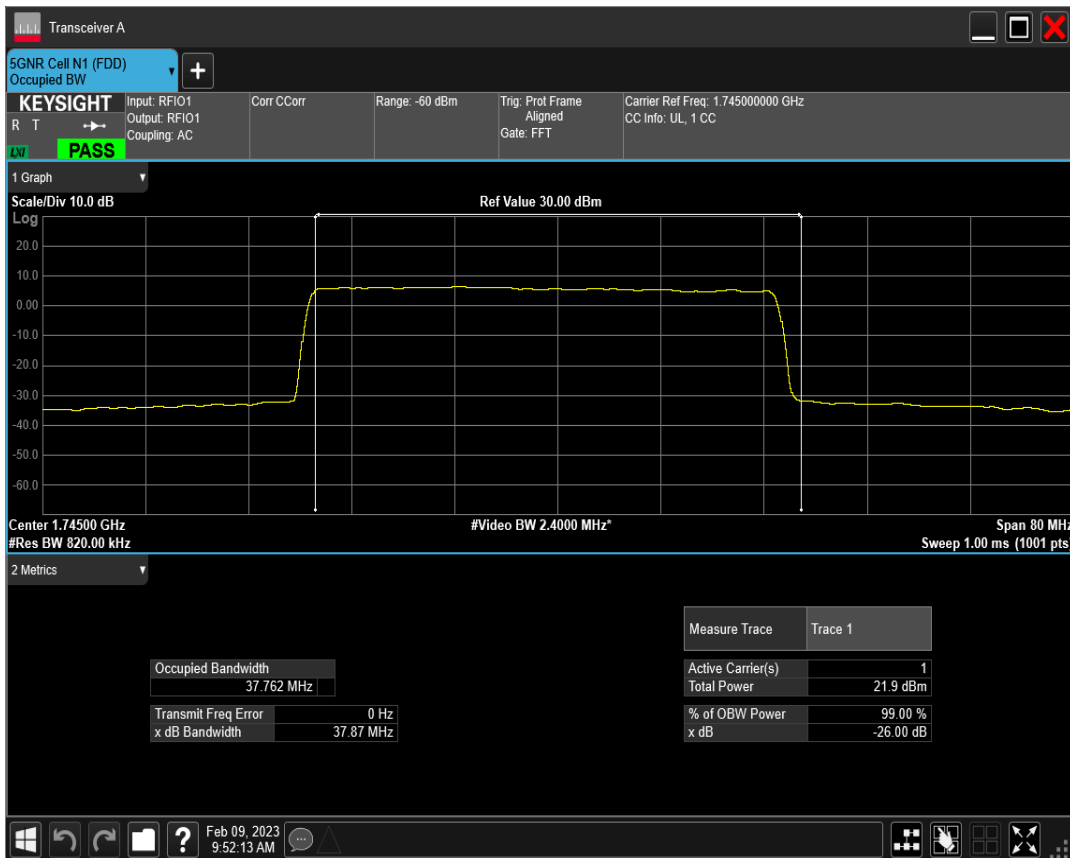 Transceiver A
5GNR Cell N1 (FDD)
Occupied BW
KEYSIGHT
R T
LXI
PASS
Input: RFIO1
Output: RFIO1
Coupling: AC
Corr CCorr
Range: -60 dBm
Trig: Prot Frame
Aligned
Gate: FFT
Carrier Ref Freq: 1.745000000 GHz
CC Info: UL, 1 CC
1 Graph
Scale/Div 10.0 dB
Ref Value 30.00 dBm
Log
20.0
10.0
0.00
-10.0
-20.0
-30.0
-40.0
-50.0
-60.0
Center 1.74500 GHz
#Video BW 2.4000 MHz*
Span 80 MHz
#Res BW 820.00 kHz
Sweep 1.00 ms (1001 pts)
2 Metrics
Measure Trace Trace 1
Occupied Bandwidth
37.762 MHz
Active Carrier(s) 1
Total Power 21.9 dBm
Transmit Freq Error 0 Hz
x dB Bandwidth 37.87 MHz
% of OBW Power 99.00 %
x dB -26.00 dB
?
Feb 09, 2023
9:52:13 AM